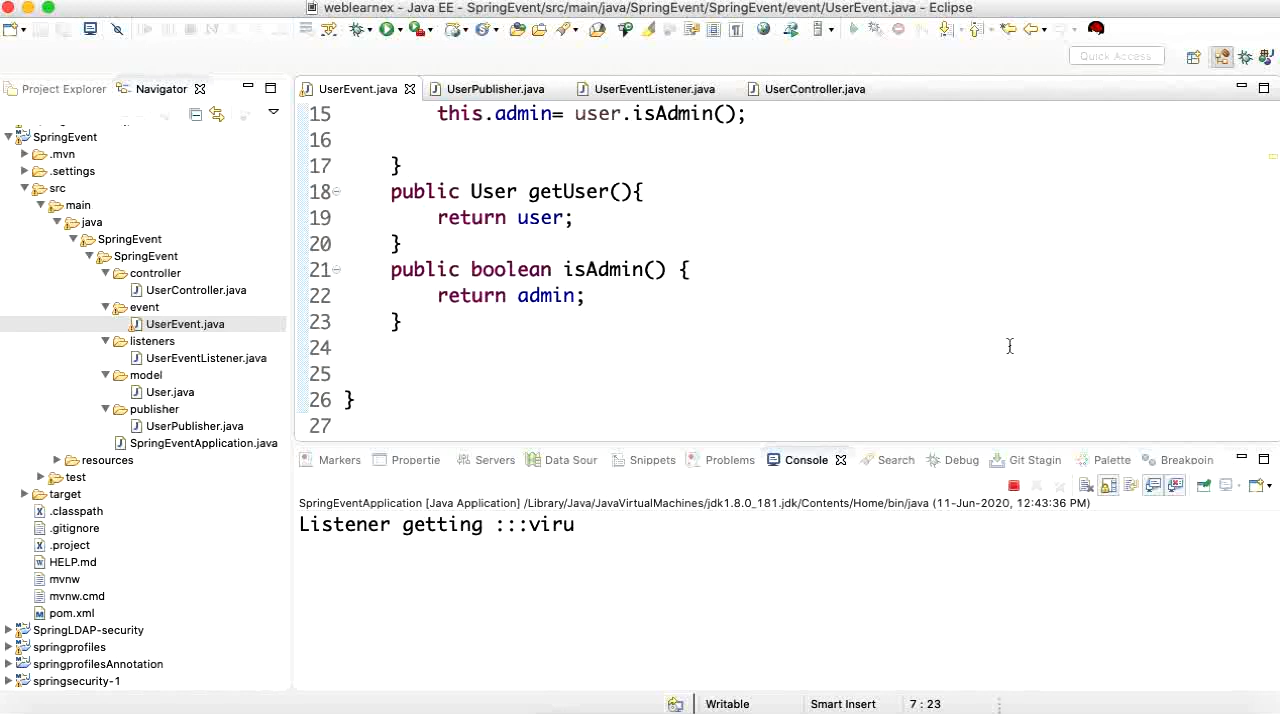 weblearnex - Java EE - SpringEvent/src/main/java/SpringEvent/SpringEvent/event/UserEvent.java - Eclipse
Quick Access
Project Explorer
Navigator
SpringEvent
.mvn
.settings
src
main
java
SpringEvent
SpringEvent
controller
UserController.java
event
UserEvent.java
listeners
UserEventListener.java
model
User.java
publisher
UserPublisher.java
SpringEventApplication.java
resources
test
target
.classpath
.gitignore
.project
HELP.md
mvnw
mvnw.cmd
pom.xml
SpringLDAP-security
springprofiles
springprofilesAnnotation
springsecurity-1
UserEvent.java
UserPublisher.java
UserEventListener.java
UserController.java
15 this.admin= user.isAdmin();
16
17 }
18 public User getUser(){
19 return user;
20 }
21 public boolean isAdmin() {
22 return admin;
23 }
24
25
26 }
27
Markers
Propertie
Servers
Data Sour
Snippets
Problems
Console
Search
Debug
Git Stagin
Palette
Breakpoin
SpringEventApplication [Java Application] /Library/Java/JavaVirtualMachines/jdk1.8.0_181.jdk/Contents/Home/bin/java (11-Jun-2020, 12:43:36 PM)
Listener getting :::viru
Writable
Smart Insert
7 : 23